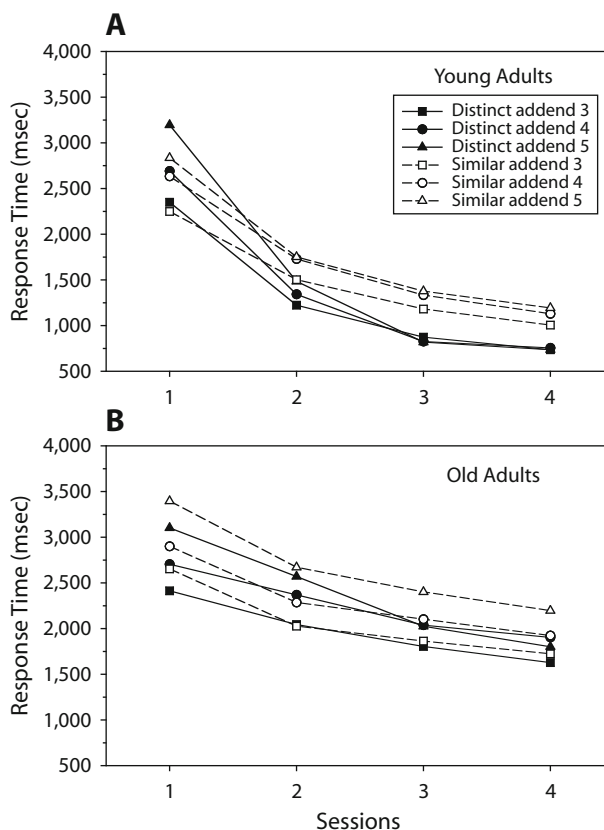 A
4,000
Young Adults
3,500
Distinct addend 3
Distinct addend 4
3,000
Distinct addend 5
Similar addend 3
2,500
Similar addend 4
Similar addend 5
2,000
1,500
1,000
500
Response Time (msec)
1 2 3 4
B
4,000
Old Adults
3,500
3,000
2,500
2,000
1,500
1,000
500
Response Time (msec)
1 2 3 4
Sessions